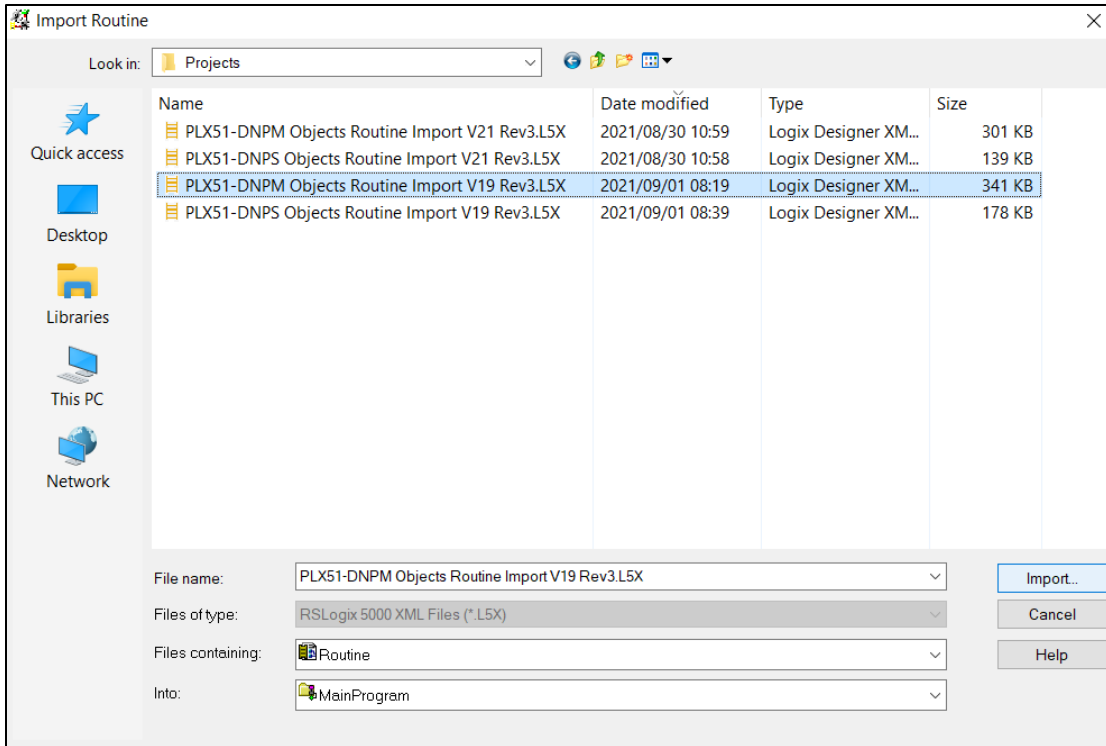 Import Routine
Look in: Projects
Name Date modified Type Size
PLX51-DNPM Objects Routine Import V21 Rev3.L5X 2021/08/30 10:59 Logix Designer XM... 301 KB
PLX51-DNPS Objects Routine Import V21 Rev3.L5X 2021/08/30 10:58 Logix Designer XM... 139 KB
PLX51-DNPM Objects Routine Import V19 Rev3.L5X 2021/09/01 08:19 Logix Designer XM... 341 KB
PLX51-DNPS Objects Routine Import V19 Rev3.L5X 2021/09/01 08:39 Logix Designer XM... 178 KB
Quick access
Desktop
Libraries
This PC
Network
File name: PLX51-DNPM Objects Routine Import V19 Rev3.L5X Import...
Files of type: RSLogix 5000 XML Files (*.L5X) Cancel
Files containing: Routine Help
Into: MainProgram